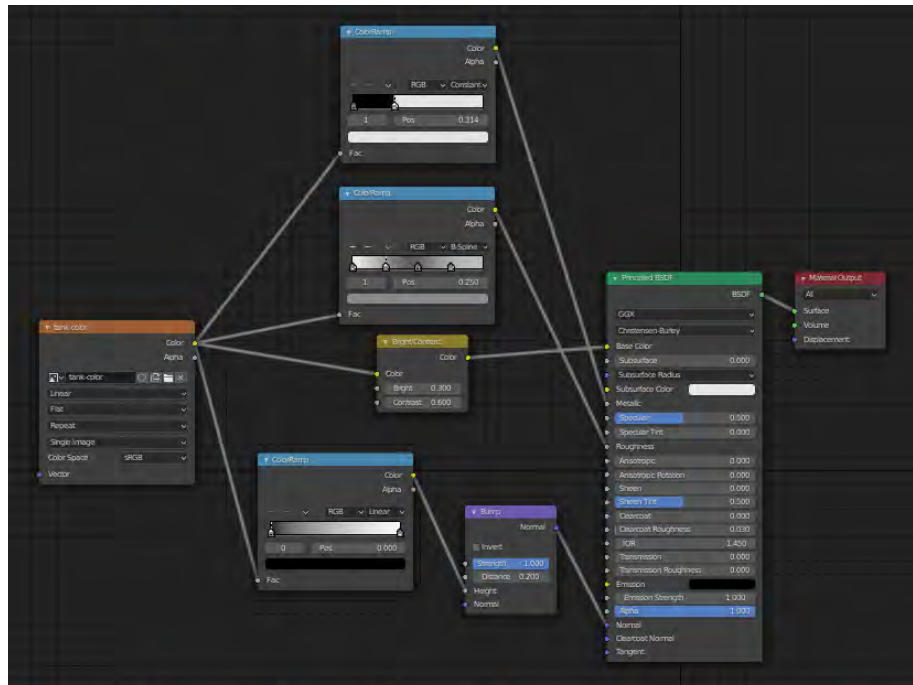 ColorRamp
Color
Alpha
RGB Constant
1 Pos 0.314
Fac
ColorRamp
Color
Alpha
RGB B-Spline
1 Pos 0.250
Fac
tank-color
Color
Alpha
tank-color
Linear
Flat
Repeat
Single Image
Color Space sRGB
Vector
Bright/Contrast
Color
Color
Bright 0.300
Contrast 0.600
ColorRamp
Color
Alpha
RGB Linear
0 Pos 0.000
Fac
Bump
Normal
Invert
Strength 1.000
Distance 0.200
Height
Normal
Principled BSDF
BSDF
GGX
Christensen-Burley
Base Color
Subsurface 0.000
Subsurface Radius
Subsurface Color
Metallic
Specular 0.500
Specular Tint 0.000
Roughness
Anisotropic 0.000
Anisotropic Rotation 0.000
Sheen 0.000
Sheen Tint 0.500
Clearcoat 0.000
Clearcoat Roughness 0.030
IOR 1.450
Transmission 0.000
Transmission Roughness 0.000
Emission
Emission Strength 1.000
Alpha 1.000
Normal
Clearcoat Normal
Tangent
Material Output
All
Surface
Volume
Displacement